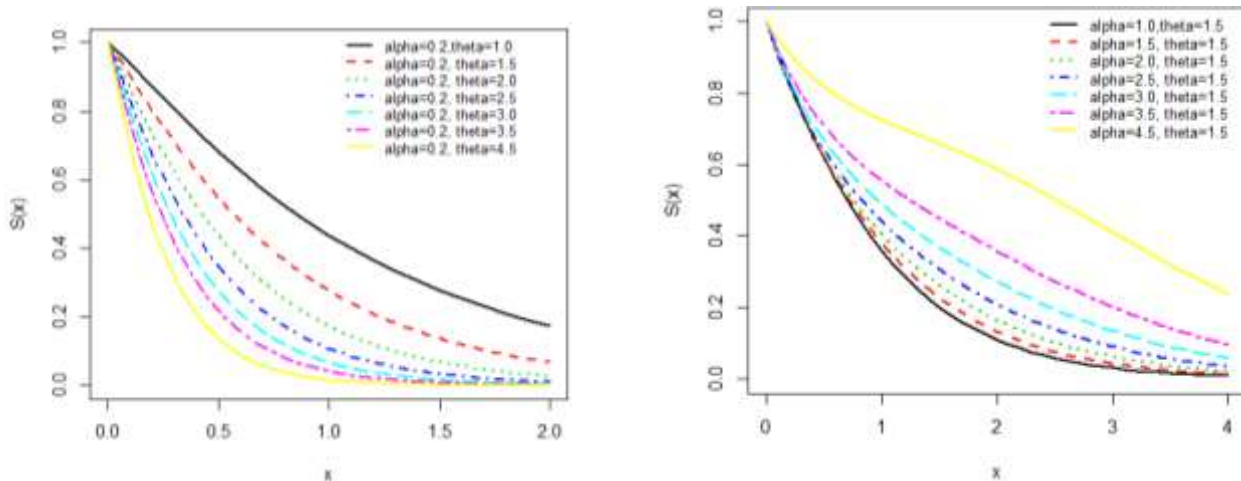 alpha=0.2,theta=1.0
alpha=0.2, theta=1.5
alpha=0.2, theta=2.0
alpha=0.2, theta=2.5
alpha=0.2, theta=3.0
alpha=0.2, theta=3.5
alpha=0.2, theta=4.5
S(x)
1.0
0.8
0.6
0.4
0.2
0.0
0.0 0.5 1.0 1.5 2.0
x
alpha=1.0,theta=1.5
alpha=1.5, theta=1.5
alpha=2.0, theta=1.5
alpha=2.5, theta=1.5
alpha=3.0, theta=1.5
alpha=3.5, theta=1.5
alpha=4.5, theta=1.5
S(x)
1.0
0.8
0.6
0.4
0.2
0.0
0 1 2 3 4
x